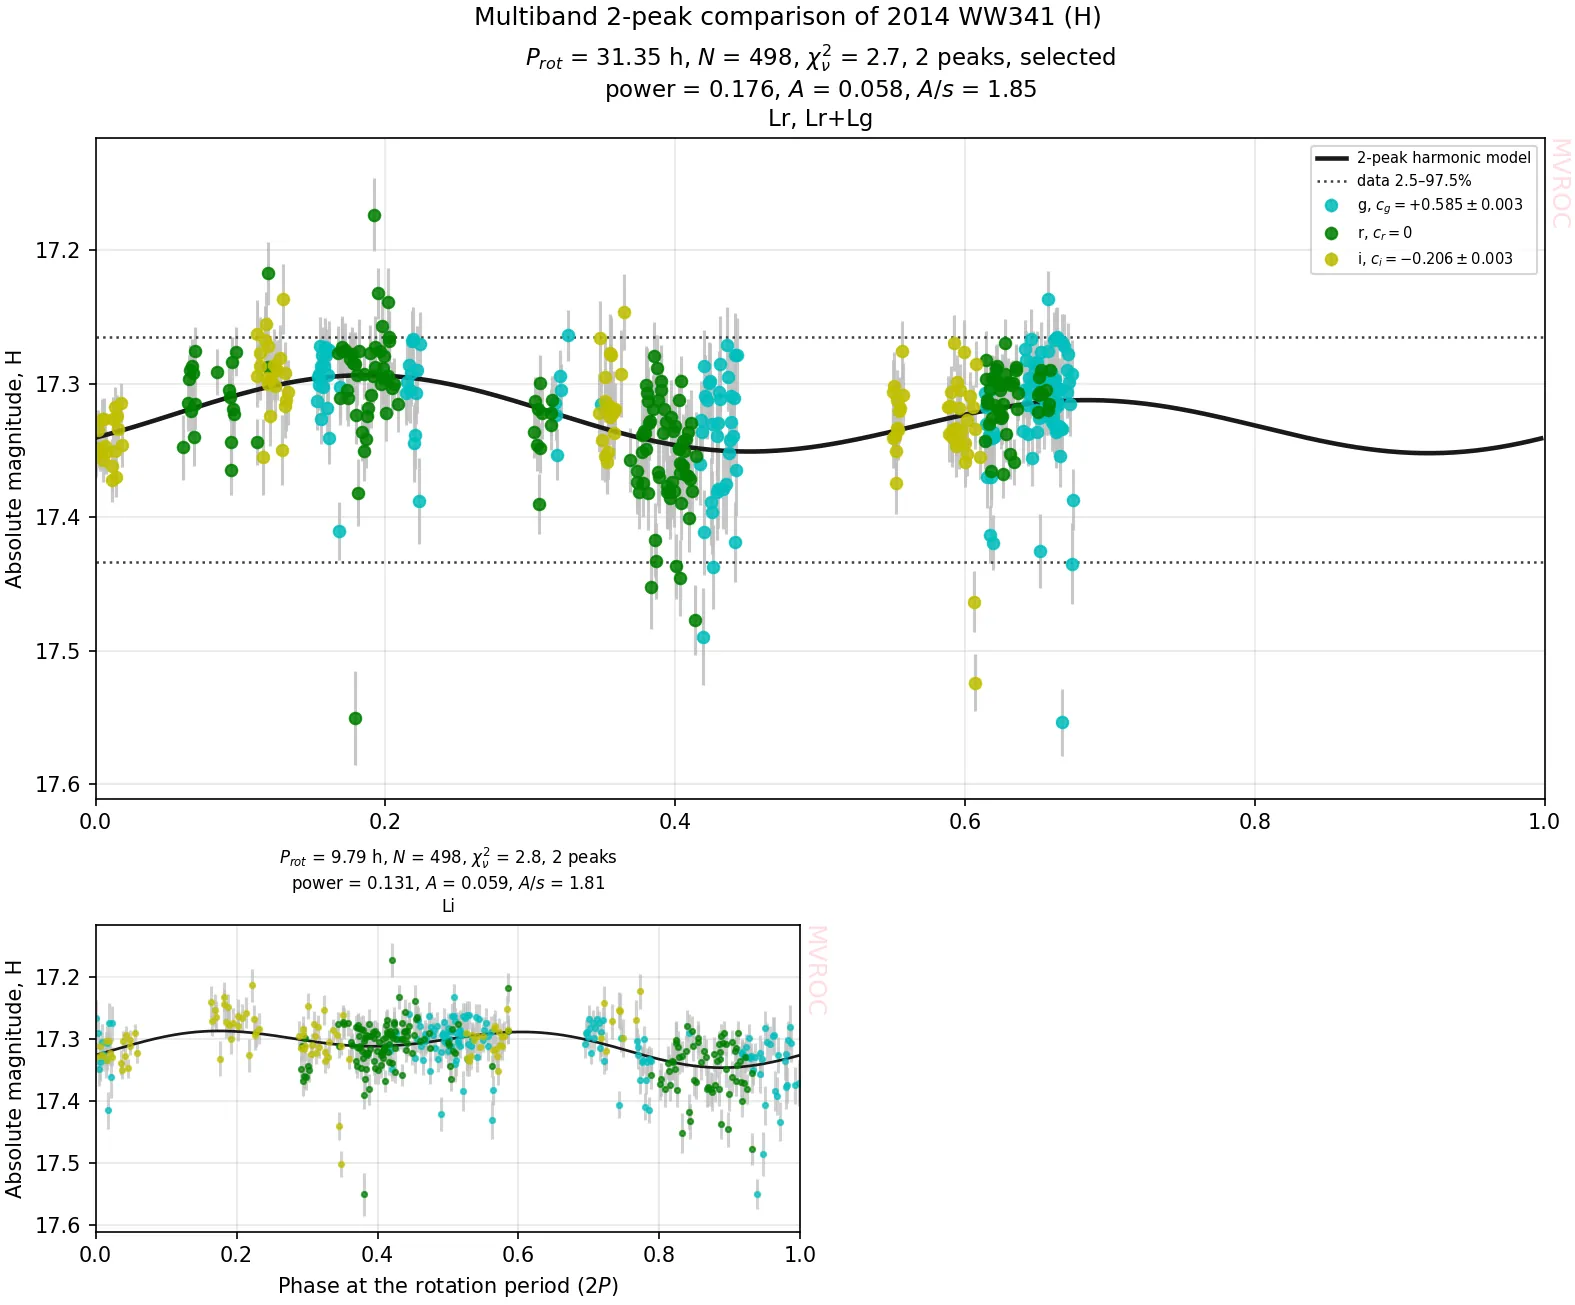 Multiband 2-peak comparison of 2014 WW341 (H)
P_rot = 31.35 h, N = 498, χ²_ν = 2.7, 2 peaks, selected
power = 0.176, A = 0.058, A/s = 1.85
Lr, Lr+Lg
MVROC
2-peak harmonic model
data 2.5–97.5%
g, c_g = +0.585 ± 0.003
r, c_r = 0
i, c_i = −0.206 ± 0.003
Absolute magnitude, H
17.2
17.3
17.4
17.5
17.6
0.0 0.2 0.4 0.6 0.8 1.0
P_rot = 9.79 h, N = 498, χ²_ν = 2.8, 2 peaks
power = 0.131, A = 0.059, A/s = 1.81
Li
MVROC
Absolute magnitude, H
17.2
17.3
17.4
17.5
17.6
0.0 0.2 0.4 0.6 0.8 1.0
Phase at the rotation period (2P)